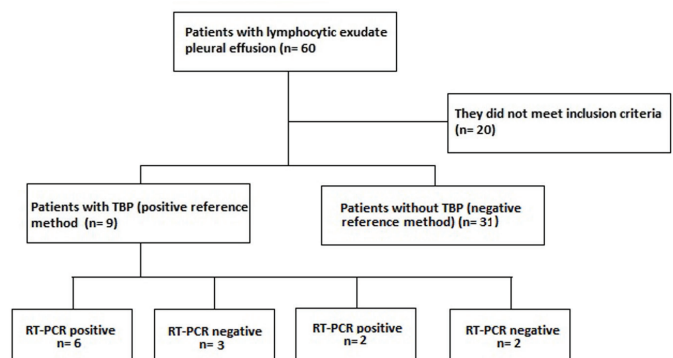 Patients with lymphocytic exudate
pleural effusion (n= 60
They did not meet inclusion criteria
(n= 20)
Patients with TBP (positive reference
method (n= 9)
Patients without TBP (negative
reference method) (n= 31)
RT-PCR positive
n= 6
RT-PCR negative
n= 3
RT-PCR positive
n= 2
RT-PCR negative
n= 2